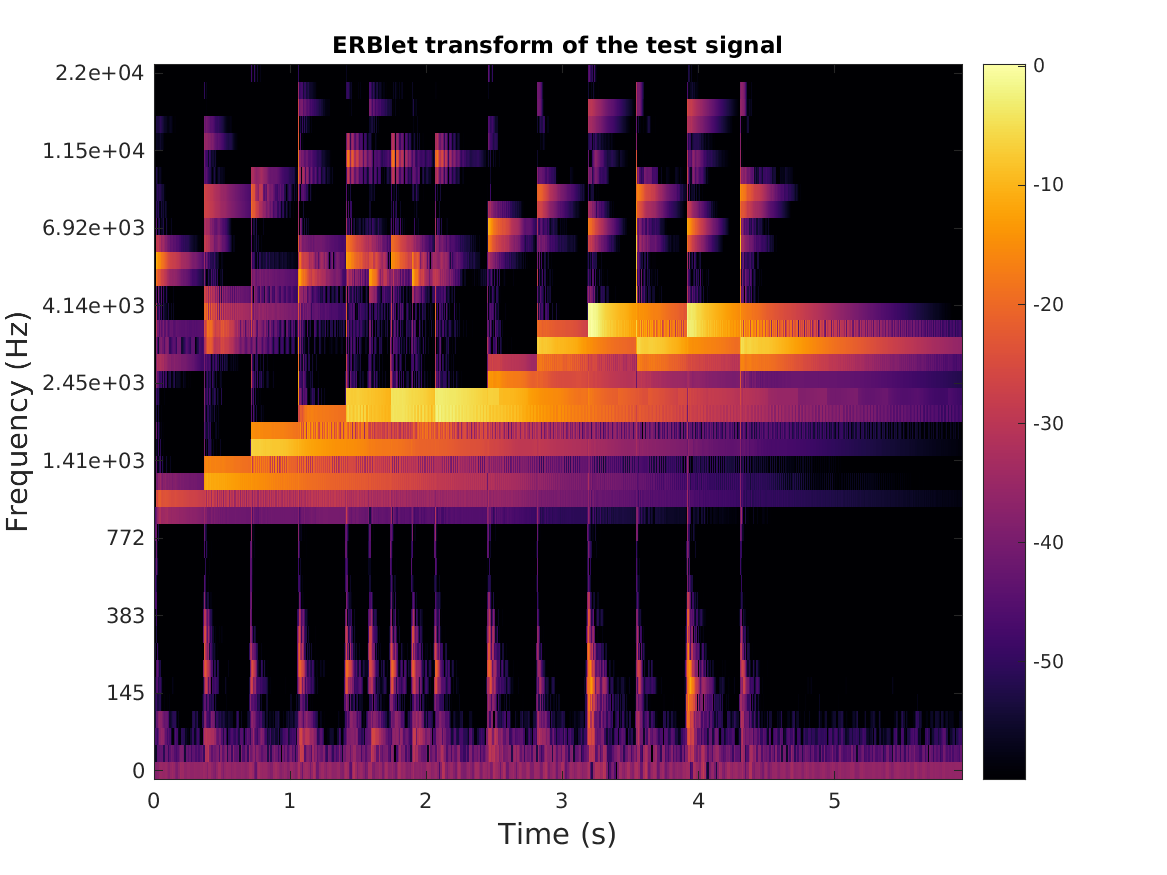 ERBlet transform of the test signal
2.2e+04
1.15e+04
6.92e+03
4.14e+03
2.45e+03
1.41e+03
772
383
145
0
Frequency (Hz)
0 1 2 3 4 5
Time (s)
0
-10
-20
-30
-40
-50